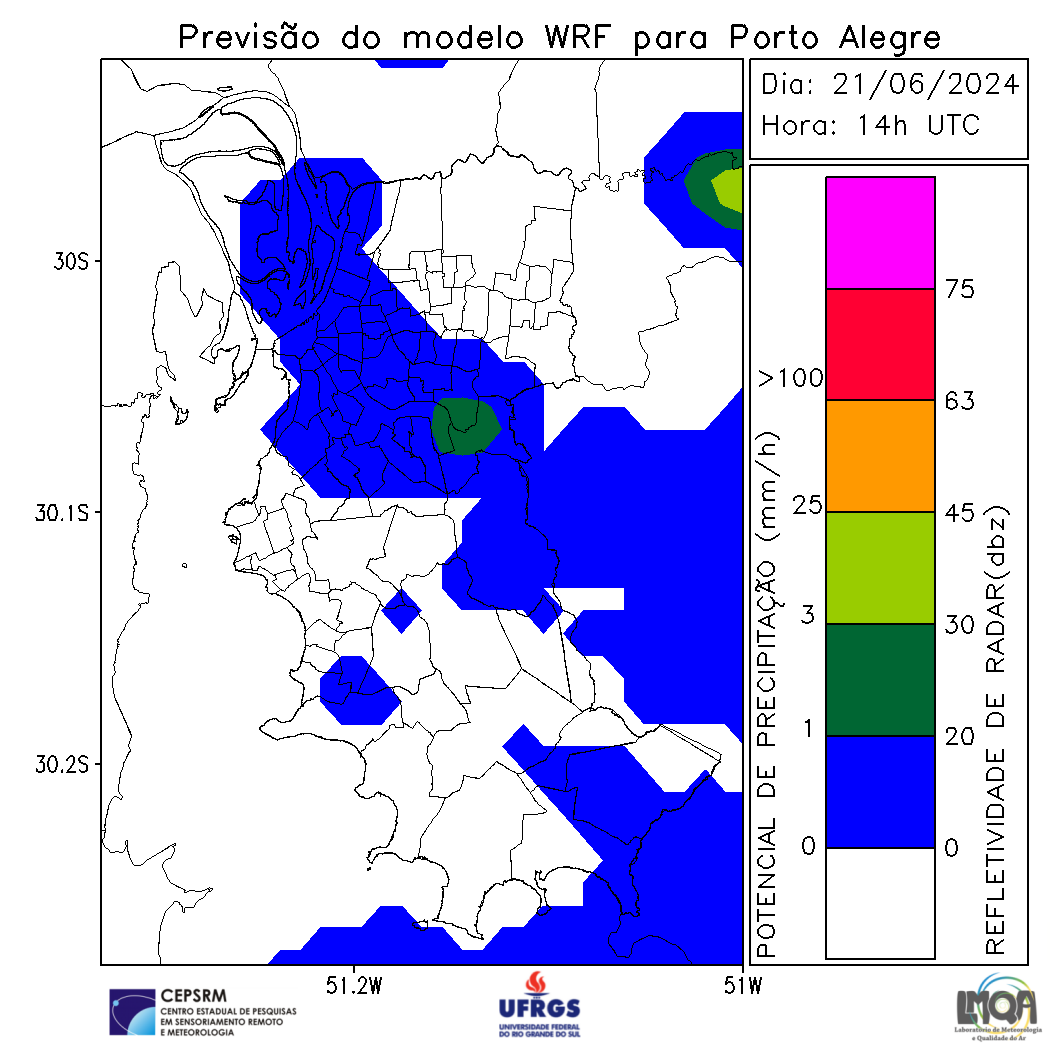 Previsão do modelo WRF para Porto Alegre
Dia: 21/06/2024
Hora: 14h UTC
30S
30.1S
30.2S
51.2W
51W
POTENCIAL DE PRECIPITAÇÃO (mm/h)
>100
25
3
1
0
75
63
45
30
20
0
REFLETIVIDADE DE RADAR(dbz)
CEPSRM
CENTRO ESTADUAL DE PESQUISAS
EM SENSORIAMENTO REMOTO
E METEOROLOGIA
UFRGS
UNIVERSIDADE FEDERAL
DO RIO GRANDE DO SUL
LMQA
Laboratório de Meteorologia
e Qualidade do Ar